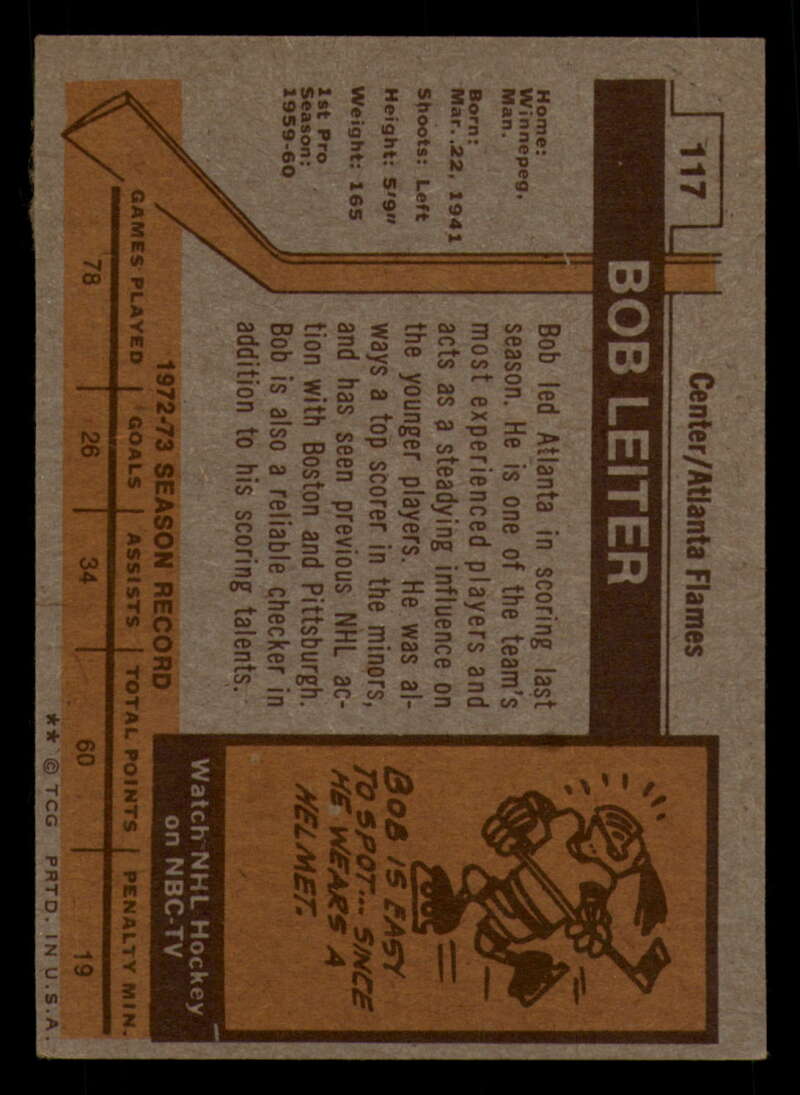 117
Center/Atlanta Flames
BOB LEITER
Home:
Winnepeg,
Man.
Born:
Mar. 22, 1941
Shoots: Left
Height: 5'9"
Weight: 165
1st Pro
Season:
1959-60
Bob led Atlanta in scoring last
season. He is one of the team's
most experienced players and
acts as a steadying influence on
the younger players. He was al-
ways a top scorer in the minors,
and has seen previous NHL ac-
tion with Boston and Pittsburgh.
Bob is also a reliable checker in
addition to his scoring talents.
BOB IS EASY
TO SPOT... SINCE
HE WEARS A
HELMET.
Watch NHL Hockey
on NBC-TV
1972-73 SEASON RECORD
GAMES PLAYED GOALS ASSISTS TOTAL POINTS PENALTY MIN.
78 26 34 60 19
** © TCG PRTD. IN U.S.A.